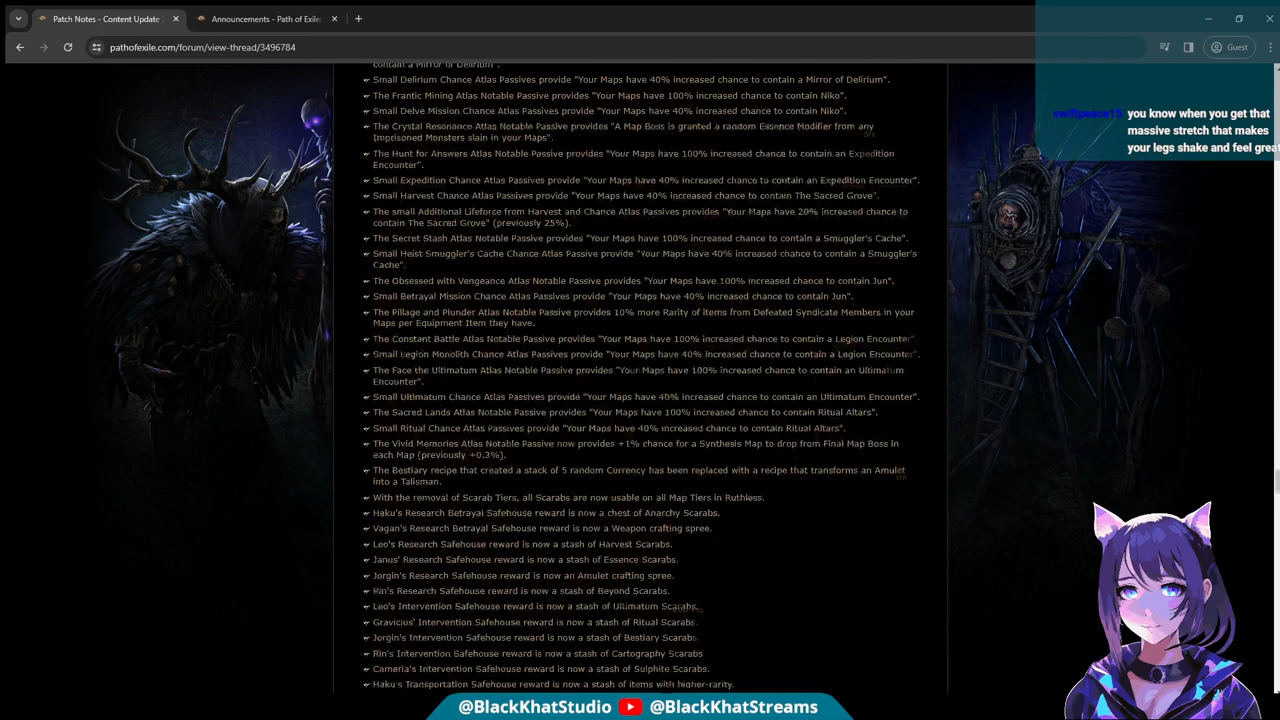 Patch Notes - Content Update
Announcements - Path of Exile:
pathofexile.com/forum/view-thread/3496784
Guest
contain a Mirror of Delirium".
Small Delirium Chance Atlas Passives provide "Your Maps have 40% increased chance to contain a Mirror of Delirium".
The Frantic Mining Atlas Notable Passive provides "Your Maps have 100% increased chance to contain Niko".
Small Delve Mission Chance Atlas Passives provide "Your Maps have 40% increased chance to contain Niko".
The Crystal Resonance Atlas Notable Passive provides "A Map Boss is granted a random Essence Modifier from any
Imprisoned Monsters slain in your Maps".
The Hunt for Answers Atlas Notable Passive provides "Your Maps have 100% increased chance to contain an Expedition
Encounter".
Small Expedition Chance Atlas Passives provide "Your Maps have 40% increased chance to contain an Expedition Encounter".
Small Harvest Chance Atlas Passives provide "Your Maps have 40% increased chance to contain The Sacred Grove".
The small Additional Lifeforce from Harvest and Chance Atlas Passives provides "Your Maps have 20% increased chance to
contain The Sacred Grove" (previously 25%).
The Secret Stash Atlas Notable Passive provides "Your Maps have 100% increased chance to contain a Smuggler's Cache".
Small Heist Smuggler's Cache Chance Atlas Passives provide "Your Maps have 40% increased chance to contain a Smuggler's
Cache".
The Obsessed with Vengeance Atlas Notable Passive provides "Your Maps have 100% increased chance to contain Jun".
Small Betrayal Mission Chance Atlas Passives provide "Your Maps have 40% increased chance to contain Jun".
The Pillage and Plunder Atlas Notable Passive provides 10% more Rarity of items from Defeated Syndicate Members in your
Maps per Equipment Item they have.
The Constant Battle Atlas Notable Passive provides "Your Maps have 100% increased chance to contain a Legion Encounter".
Small Legion Monolith Chance Atlas Passives provide "Your Maps have 40% increased chance to contain a Legion Encounter".
The Face the Ultimatum Atlas Notable Passive provides "Your Maps have 100% increased chance to contain an Ultimatum
Encounter".
Small Ultimatum Chance Atlas Passives provide "Your Maps have 40% increased chance to contain an Ultimatum Encounter".
The Sacred Lands Atlas Notable Passive provides "Your Maps have 100% increased chance to contain Ritual Altars".
Small Ritual Chance Atlas Passives provide "Your Maps have 40% increased chance to contain Ritual Altars".
The Vivid Memories Atlas Notable Passive now provides +1% chance for a Synthesis Map to drop from Final Map Boss in
each Map (previously +0.3%).
The Bestiary recipe that created a stack of 5 random Currency has been replaced with a recipe that transforms an Amulet
into a Talisman.
With the removal of Scarab Tiers, all Scarabs are now usable on all Map Tiers in Ruthless.
Haku's Research Betrayal Safehouse reward is now a chest of Anarchy Scarabs.
Vagan's Research Betrayal Safehouse reward is now a Weapon crafting spree.
Leo's Research Safehouse reward is now a stash of Harvest Scarabs.
Janus' Research Safehouse reward is now a stash of Essence Scarabs.
Jorgin's Research Safehouse reward is now an Amulet crafting spree.
Rin's Research Safehouse reward is now a stash of Beyond Scarabs.
Leo's Intervention Safehouse reward is now a stash of Ultimatum Scarabs.
Gravicius' Intervention Safehouse reward is now a stash of Ritual Scarabs.
Jorgin's Intervention Safehouse reward is now a stash of Bestiary Scarabs.
Rin's Intervention Safehouse reward is now a stash of Cartography Scarabs
Cameria's Intervention Safehouse reward is now a stash of Sulphite Scarabs.
Haku's Transportation Safehouse reward is now a stash of items with higher-rarity.
swiftpeace15 you know when you get that
massive stretch that makes
your legs shake and feel great
@BlackKhatStudio @BlackKhatStreams